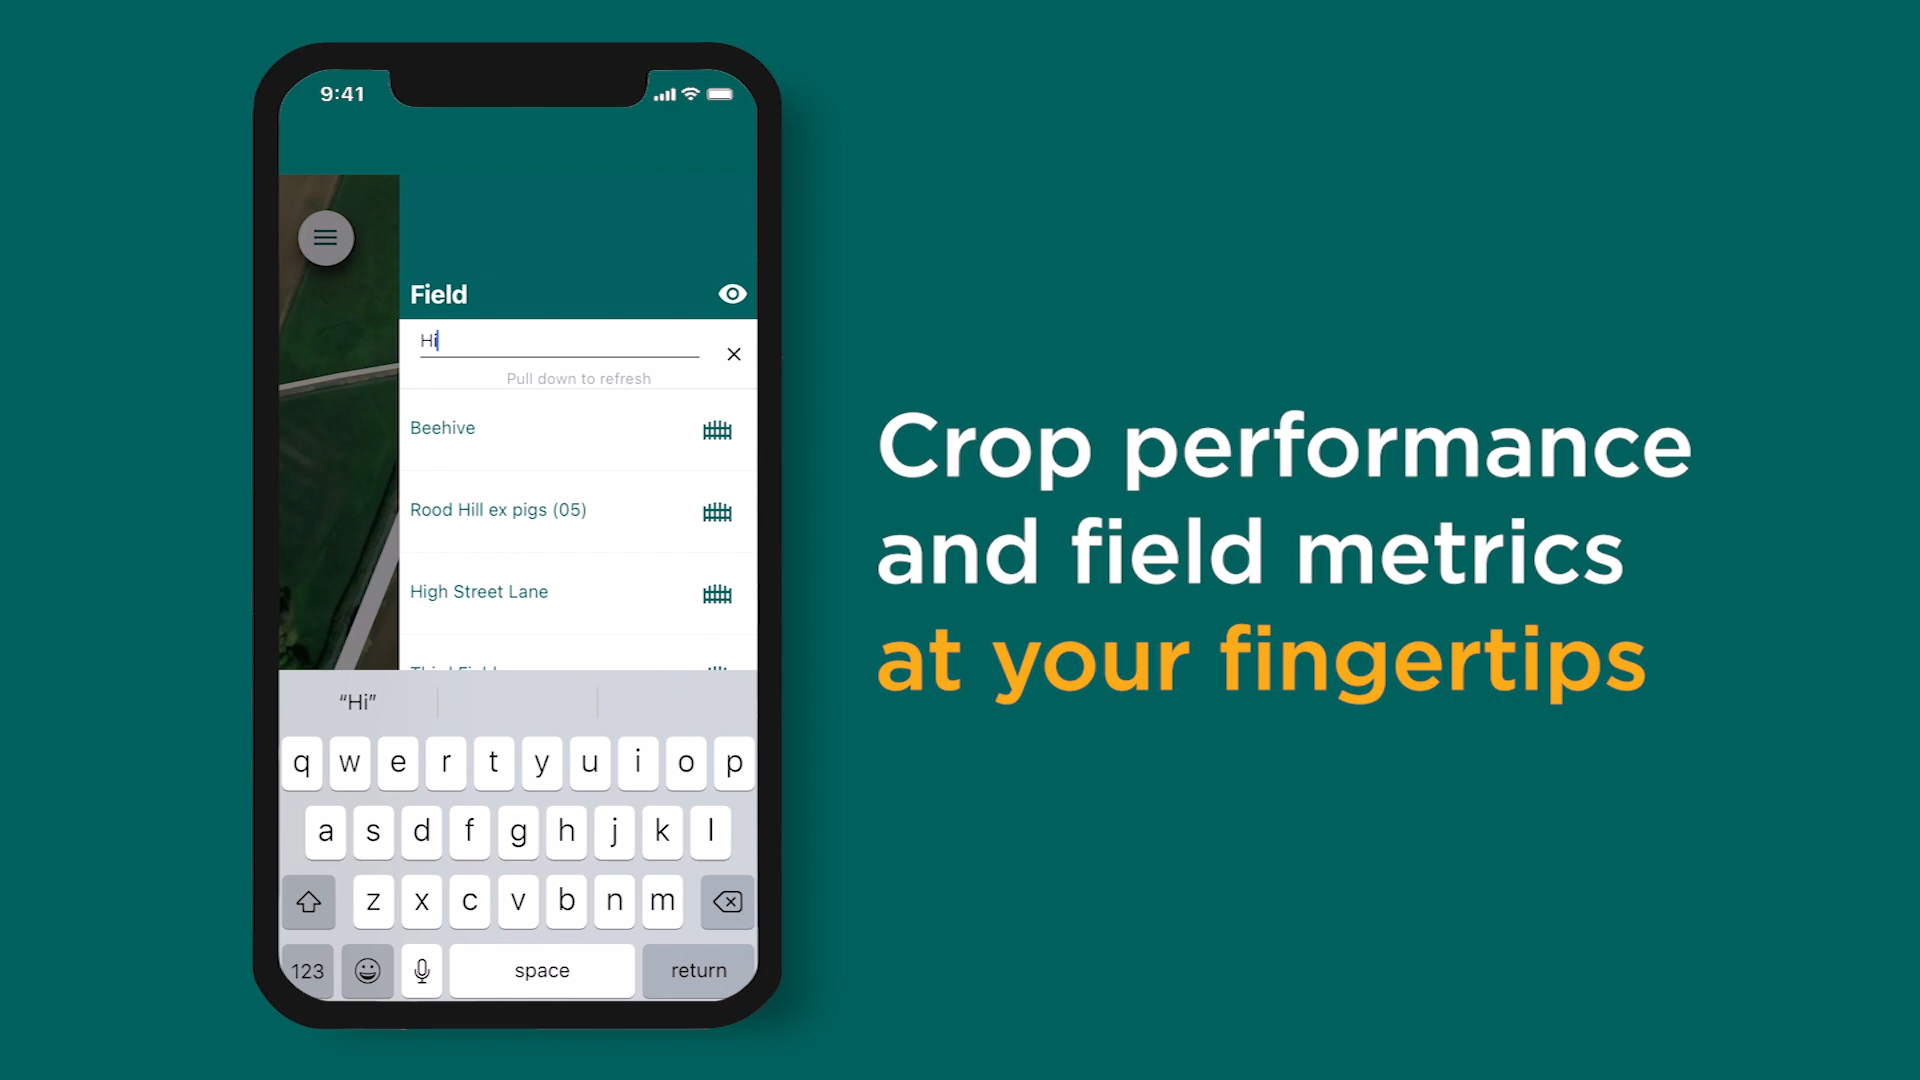 9:41
Field
Hi
Pull down to refresh
Beehive
Rood Hill ex pigs (05)
High Street Lane
“Hi”
q w e r t y u i o p
a s d f g h j k l
z x c v b n m
123 space return
Crop performance
and field metrics
at your fingertips